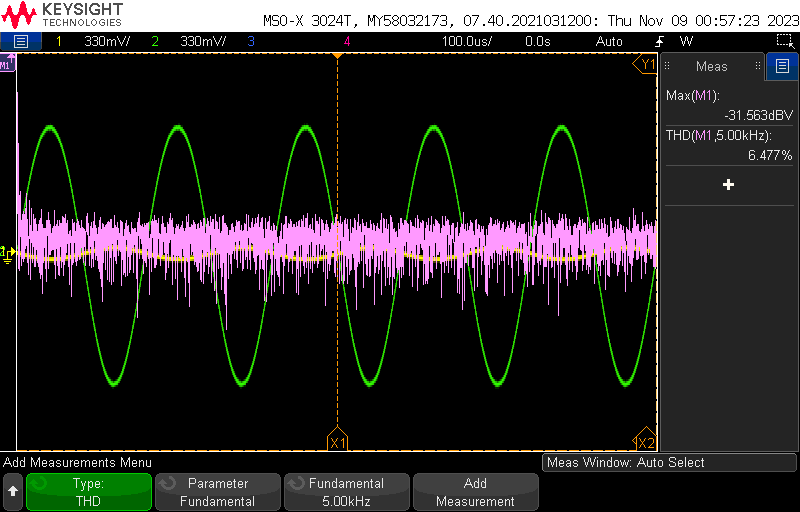 KEYSIGHT
TECHNOLOGIES
MSO-X 3024T, MY58032173, 07.40.2021031200: Thu Nov 09 00:57:23 2023
1 330mV/ 2 330mV/ 3 4 100.0us/ 0.0s Auto W
M1
Y1
Meas
Max(M1):
-31.563dBV
THD(M1,5.00kHz):
6.477%
X1
X2
Add Measurements Menu
Meas Window: Auto Select
Type:
THD
Parameter
Fundamental
Fundamental
5.00kHz
Add
Measurement